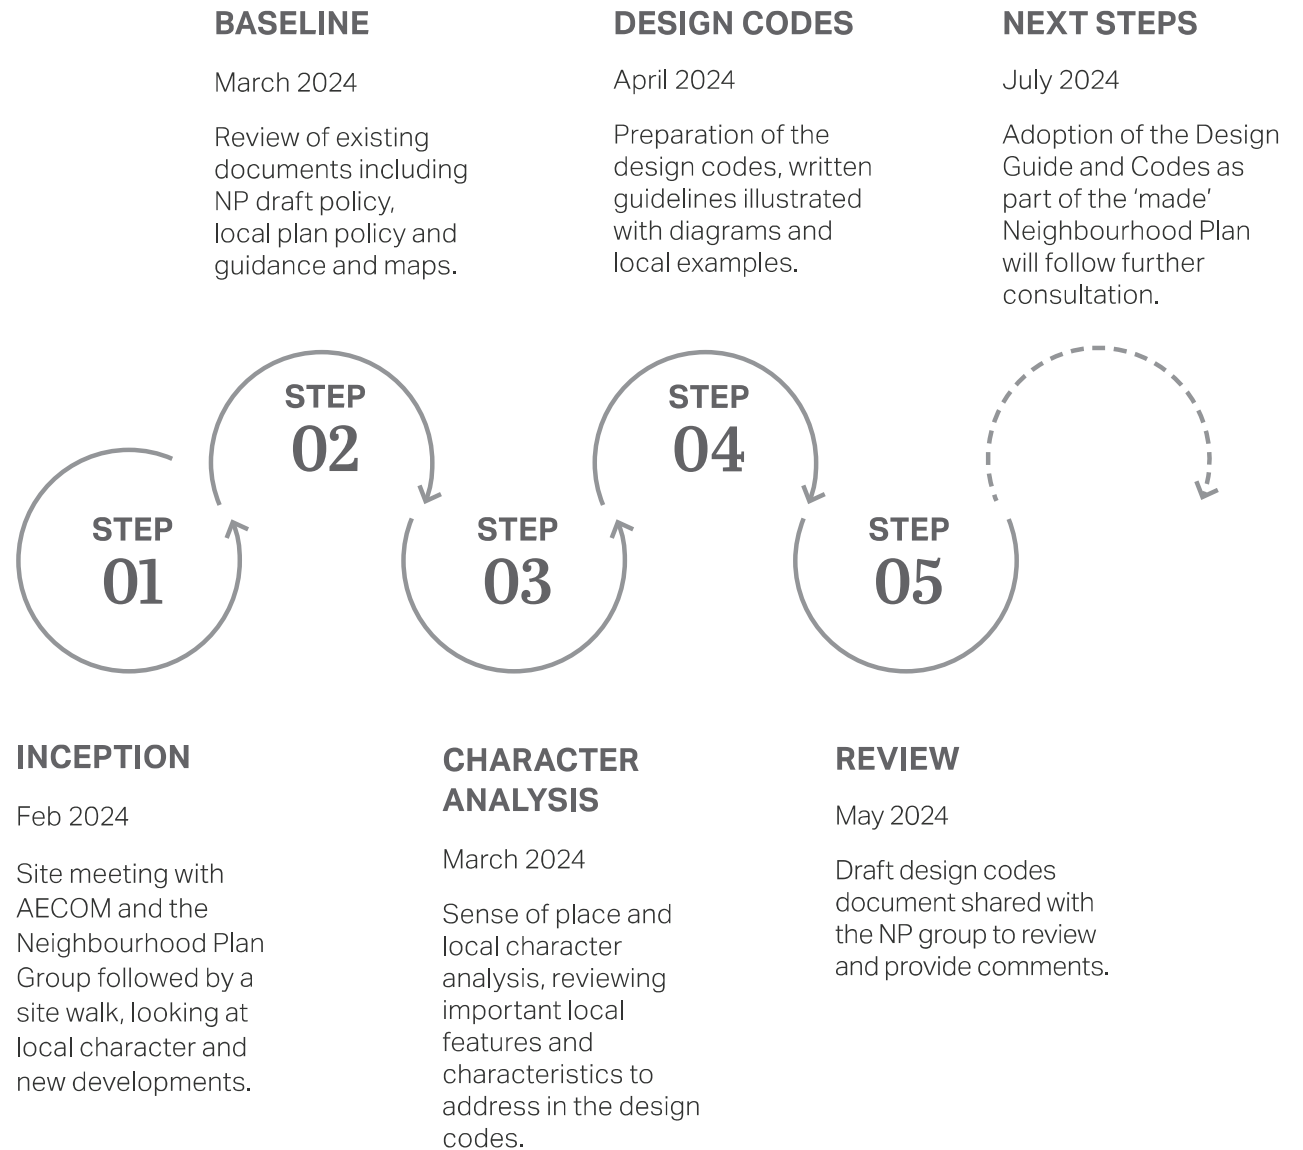 BASELINE
March 2024
Review of existing
documents including
NP draft policy,
local plan policy and
guidance and maps.
DESIGN CODES
April 2024
Preparation of the
design codes, written
guidelines illustrated
with diagrams and
local examples.
NEXT STEPS
July 2024
Adoption of the Design
Guide and Codes as
part of the ‘made’
Neighbourhood Plan
will follow further
consultation.
STEP
01
STEP
02
STEP
03
STEP
04
STEP
05
INCEPTION
Feb 2024
Site meeting with
AECOM and the
Neighbourhood Plan
Group followed by a
site walk, looking at
local character and
new developments.
CHARACTER
ANALYSIS
March 2024
Sense of place and
local character
analysis, reviewing
important local
features and
characteristics to
address in the design
codes.
REVIEW
May 2024
Draft design codes
document shared with
the NP group to review
and provide comments.